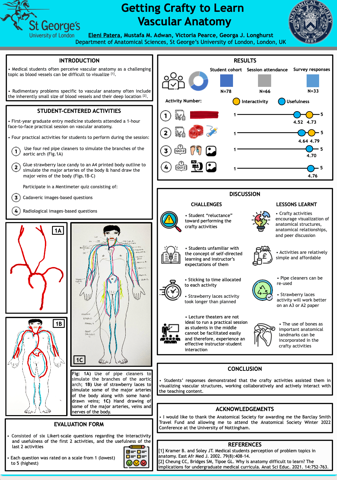 St George's
University of London
Getting Crafty to Learn
Vascular Anatomy
Eleni Patera, Mustafa M. Adwan, Victoria Pearce, George J. Longhurst
Department of Anatomical Sciences, St George's University of London, London, UK
INTRODUCTION
• Medical students often perceive vascular anatomy as a challenging
topic as blood vessels can be difficult to visualize [1].
• Rudimentary problems specific to vascular anatomy often include
the inherently small size of blood vessels and their deep location [2].
STUDENT-CENTERED ACTIVITIES
• First-year graduate entry medicine students attended a 1-hour
face-to-face practical session on vascular anatomy.
• Four practical activities for students to perform during the session:
1 Use four red pipe cleaners to simulate the branches of the
aortic arch (Fig.1A)
2 Glue strawberry laces candy to an A4 printed body outline to
simulate the major arteries of the body & hand draw the
major veins of the body (Figs.1B-C)
Participate in a Mentimeter quiz consisting of:
3 Cadaveric image-based questions
4 Radiological image-based questions
1A
1B
1C
Fig: 1A) Use of pipe cleaners to
simulate the branches of the aortic
arch; 1B) Use of strawberry laces to
simulate some of the major arteries
of the body along with some hand
drawn veins; 1C) Hand drawing of
some of the major arteries, veins and
nerves of the body.
EVALUATION FORM
• Consisted of six Likert-scale questions regarding the interactivity
and usefulness of the first 2 activities, and the usefulness of the
last 2 activities
• Each question was rated on a scale from 1 (lowest)
to 5 (highest)
RESULTS
Student cohort
Session attendance
Survey responses
N=78
N=66
N=33
Activity Number:
Interactivity
Usefulness
1
1
5
4.52 4.73
2
1
5
4.64 4.79
3
1
5
4.70
4
1
5
4.76
DISCUSSION
CHALLENGES
• Student "reluctance"
toward performing the
crafty activities
• Students unfamiliar with
the concept of self-directed
learning and instructor's
expectations of them
• Sticking to time allocated
to each activity
• Strawberry laces activity
took longer than planned
• Lecture theaters are not
ideal to run a practical session
as students in the middle
cannot be facilitated easily
and therefore, experience an
effective instructor-student
interaction
LESSONS LEARNT
• Crafty activities
encourage visualization of
anatomical structures,
anatomical relationships,
and peer discussion
• Activities are relatively
simple and affordable
• Pipe cleaners can be
re-used
• Strawberry laces
activity will work better
on an A3 or A2 paper
• The use of bones as
important anatomical
landmarks can be
incorporated in the
crafty activities
CONCLUSION
• Students' responses demonstrated that the crafty activities assisted them in
visualizing vascular structures, working collaboratively and actively interact with
the teaching content.
ACKNOWLEDGEMENTS
• I would like to thank the Anatomical Society for awarding me the Barclay Smith
Travel Fund and allowing me to attend the Anatomical Society Winter 2022
Conference at the University of Nottingham.
REFERENCES
[1] Kramer B. and Soley JT. Medical students perception of problem topics in
anatomy. East Afr Med J. 2002. 79(8): 408-14.
[2] Cheung CC, Bridges SM, Tipoe GL. Why is anatomy difficult to learn? The
implications for undergraduate medical curricula. Anat Sci Educ. 2021. 14:752-763.